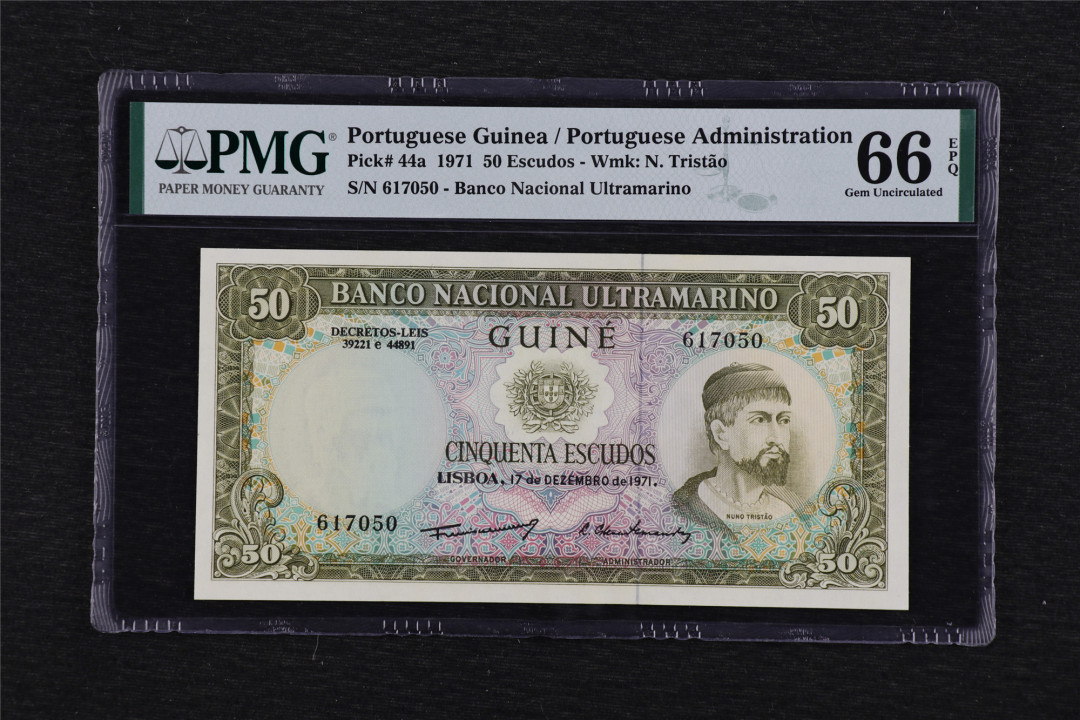 PMG®
PAPER MONEY GUARANTY
Portuguese Guinea / Portuguese Administration
Pick# 44a 1971 50 Escudos - Wmk: N. Tristão
S/N 617050 - Banco Nacional Ultramarino
66
EPQ
Gem Uncirculated
50
BANCO NACIONAL ULTRAMARINO
50
DECRETOS-LEIS
39221 e 44891
GUINÉ
617050
CINQUENTA ESCUDOS
LISBOA, 17 de DEZEMBRO de 1971.
NUNO TRISTÃO
617050
GOVERNADOR
ADMINISTRADOR
50
50